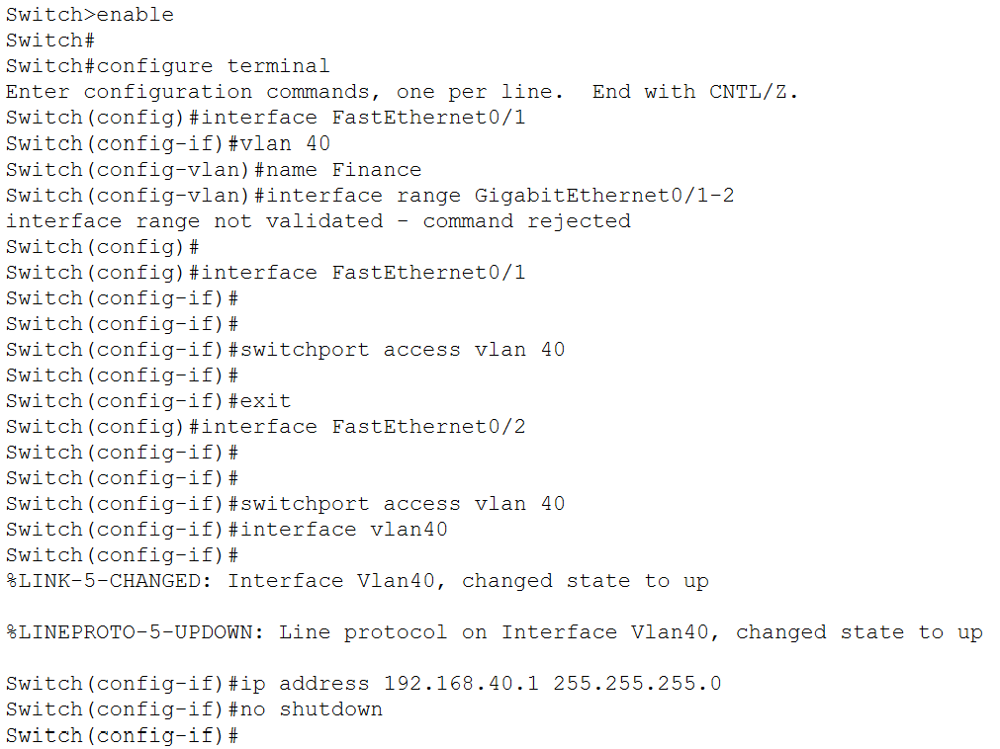 Switch>enable
Switch#
Switch#configure terminal
Enter configuration commands, one per line.  End with CNTL/Z.
Switch(config)#interface FastEthernet0/1
Switch(config-if)#vlan 40
Switch(config-vlan)#name Finance
Switch(config-vlan)#interface range GigabitEthernet0/1-2
interface range not validated - command rejected
Switch(config)#
Switch(config)#interface FastEthernet0/1
Switch(config-if)#
Switch(config-if)#
Switch(config-if)#switchport access vlan 40
Switch(config-if)#
Switch(config-if)#exit
Switch(config)#interface FastEthernet0/2
Switch(config-if)#
Switch(config-if)#
Switch(config-if)#switchport access vlan 40
Switch(config-if)#interface vlan40
Switch(config-if)#
%LINK-5-CHANGED: Interface Vlan40, changed state to up
%LINEPROTO-5-UPDOWN: Line protocol on Interface Vlan40, changed state to up
Switch(config-if)#ip address 192.168.40.1 255.255.255.0
Switch(config-if)#no shutdown
Switch(config-if)#